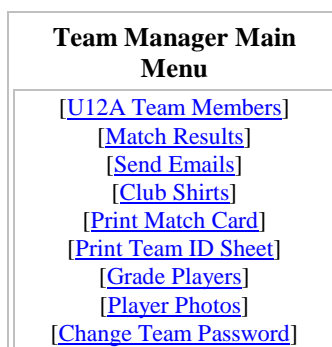 Team Manager Main
Menu
[U12A Team Members]
[Match Results]
[Send Emails]
[Club Shirts]
[Print Match Card]
[Print Team ID Sheet]
[Grade Players]
[Player Photos]
[Change Team Password]